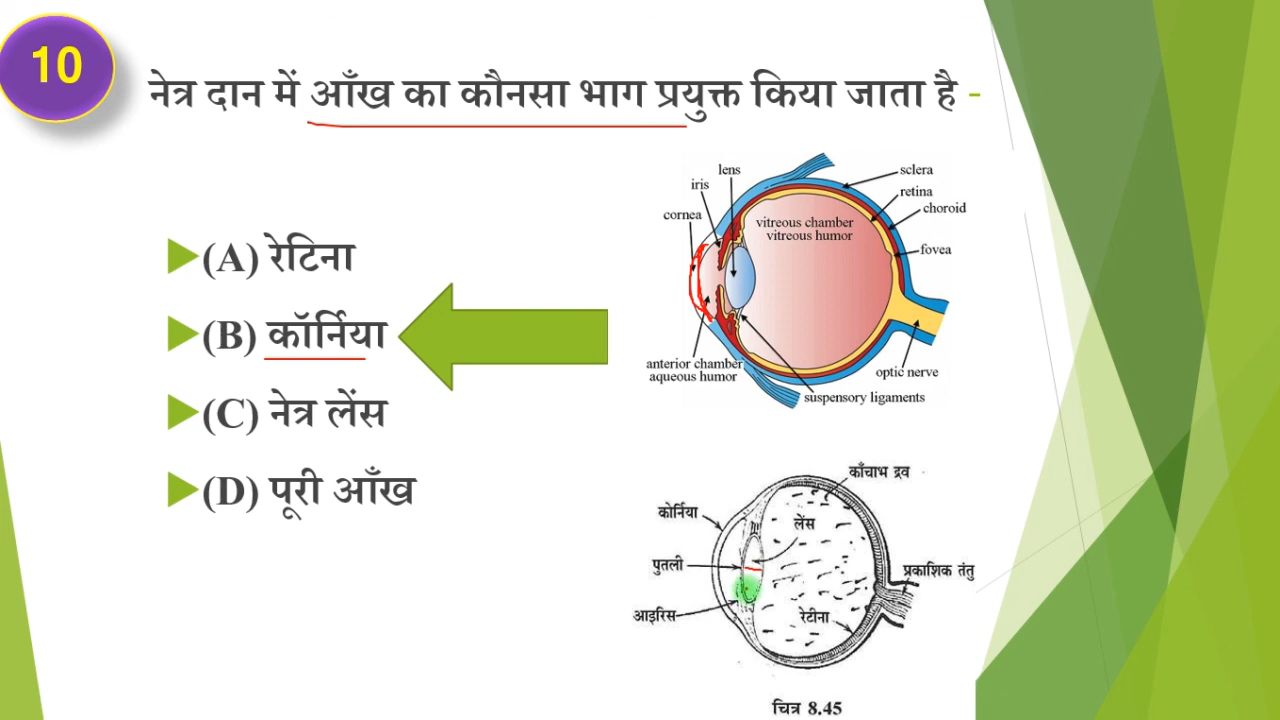 10
नेत्र दान में आँख का कौनसा भाग प्रयुक्त किया जाता है -
(A) रेटिना
(B) कॉर्निया
(C) नेत्र लेंस
(D) पूरी आँख
lens
iris
cornea
sclera
retina
choroid
vitreous chamber
vitreous humor
fovea
anterior chamber
aqueous humor
optic nerve
suspensory ligaments
काँचाभ द्रव
कोर्निया
लेंस
पुतली
प्रकाशिक तंतु
आइरिस
रेटीना
चित्र 8.45